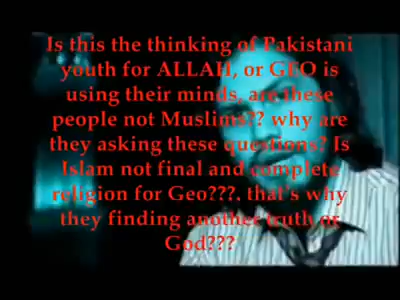 Is this the thinking of Pakistani
youth for ALLAH, or GEO is
using their minds, are these
people not Muslims?? why are
they asking these questions? Is
Islam not final and complete
religion for Geo???. that's why
they finding another truth or
God???